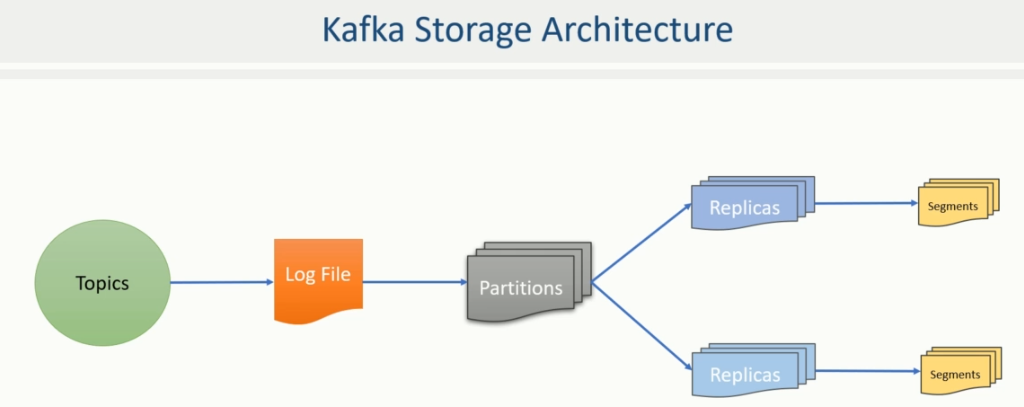 Kafka Storage Architecture
Topics
Log File
Partitions
Replicas
Segments
Replicas
Segments